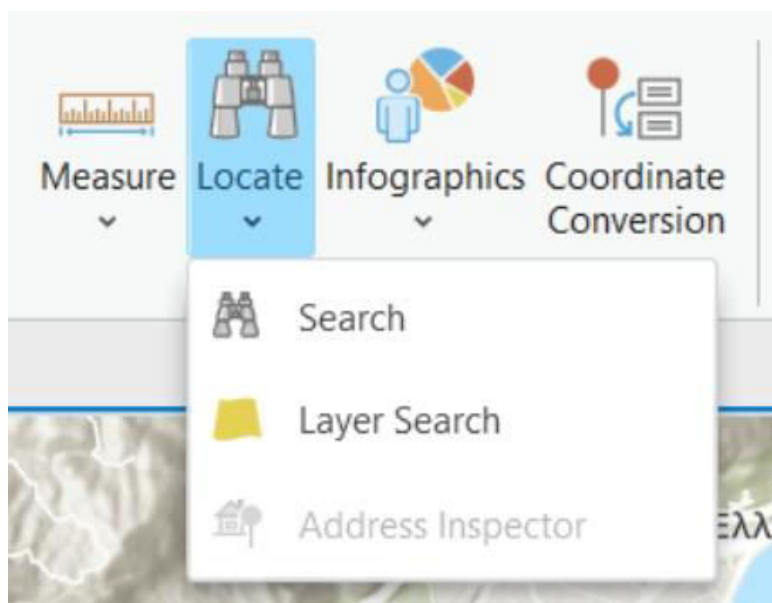 Measure
Locate
Infographics
Coordinate
Conversion
Search
Layer Search
Address Inspector